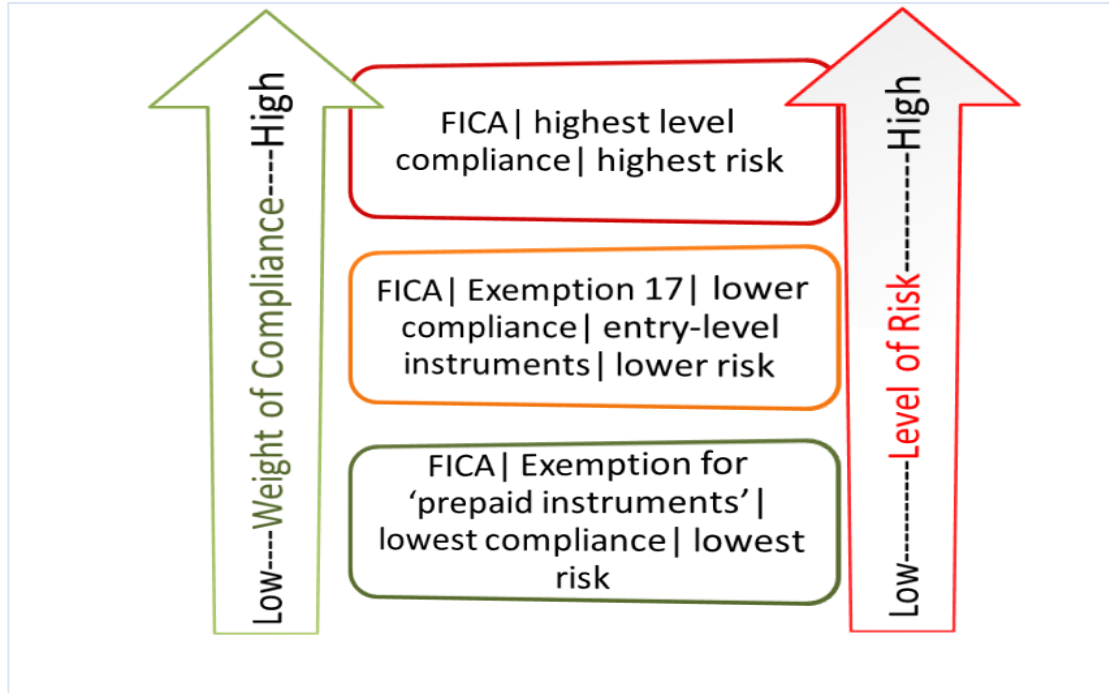 Low----Weight of Compliance----High
FICA| highest level
compliance| highest risk
FICA| Exemption 17| lower
compliance| entry-level
instruments| lower risk
FICA| Exemption for
‘prepaid instruments’|
lowest compliance| lowest
risk
Low----------Level of Risk----------High